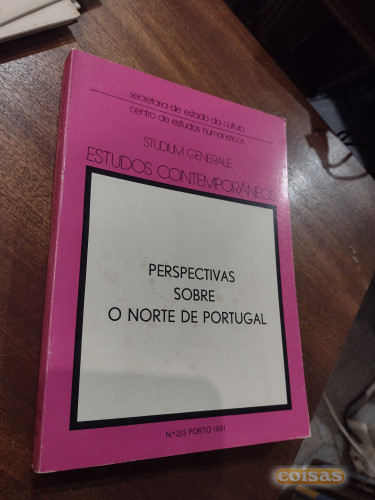 secretaria de estado da cultura
centro de estudos humanísticos
STUDIUM GENERALE
ESTUDOS CONTEMPORÂNEOS
PERSPECTIVAS
SOBRE
O NORTE DE PORTUGAL
N.º 2/3 PORTO 1981
coisas